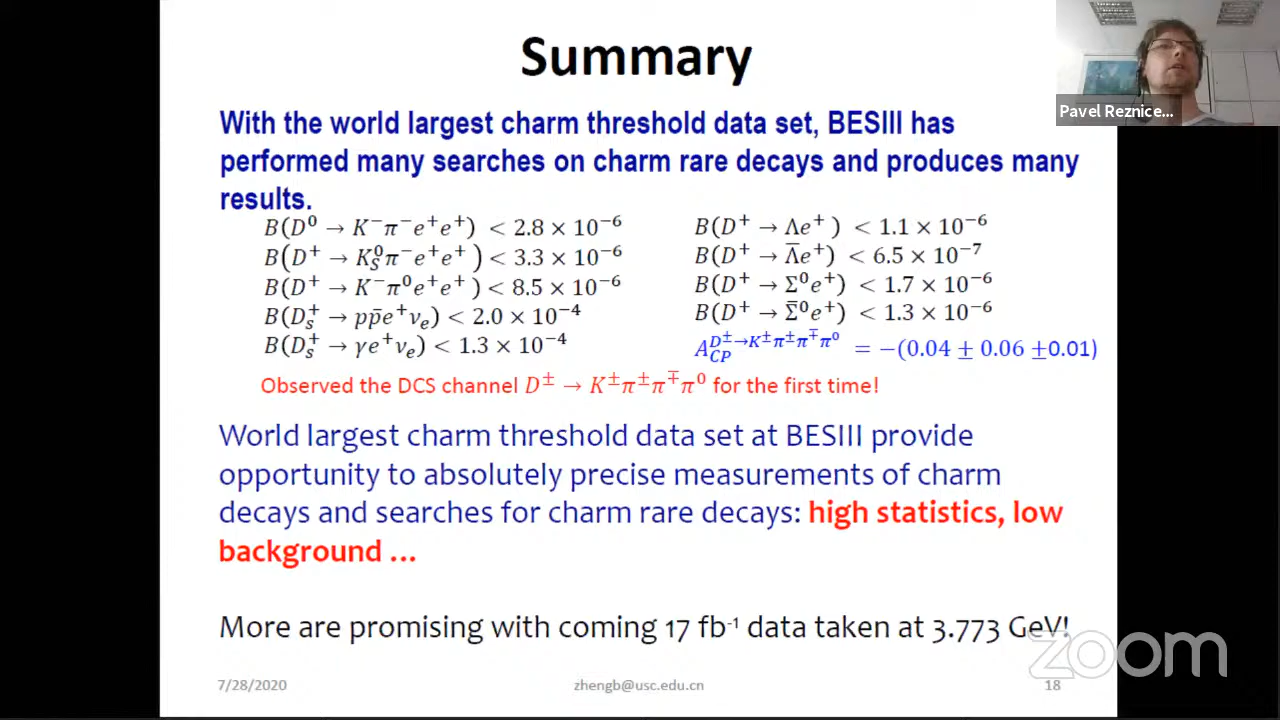 Summary
Pavel Reznice...
With the world largest charm threshold data set, BESIII has
performed many searches on charm rare decays and produces many
results.
B(D⁰ → K⁻π⁻e⁺e⁺) < 2.8 × 10⁻⁶
B(D⁺ → K_S⁰π⁻e⁺e⁺) < 3.3 × 10⁻⁶
B(D⁺ → K⁻π⁰e⁺e⁺) < 8.5 × 10⁻⁶
B(D_s⁺ → pp̄e⁺ν_e) < 2.0 × 10⁻⁴
B(D_s⁺ → γe⁺ν_e) < 1.3 × 10⁻⁴
B(D⁺ → Λe⁺) < 1.1 × 10⁻⁶
B(D⁺ → Λ̄e⁺) < 6.5 × 10⁻⁷
B(D⁺ → Σ⁰e⁺) < 1.7 × 10⁻⁶
B(D⁺ → Σ̄⁰e⁺) < 1.3 × 10⁻⁶
A_CP^{D±→K±π±π∓π⁰} = −(0.04 ± 0.06 ±0.01)
Observed the DCS channel D± → K±π±π∓π⁰ for the first time!
World largest charm threshold data set at BESIII provide
opportunity to absolutely precise measurements of charm
decays and searches for charm rare decays: high statistics, low
background ...
More are promising with coming 17 fb⁻¹ data taken at 3.773 GeV!
zoom
7/28/2020
zhengb@usc.edu.cn
18